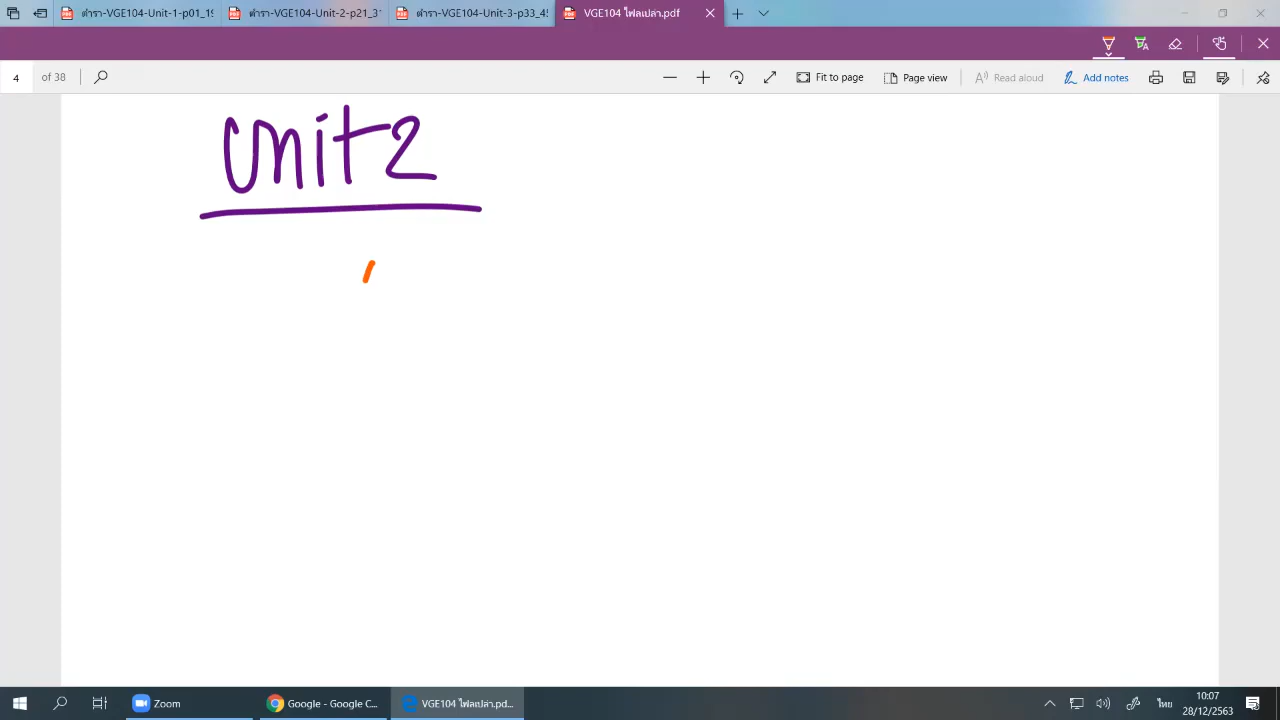 ตำรา-VGE104-Unit-1-p01_1
ตำรา-VGE104-Unit-2-p21_3
ตำรา-VGE104-Unit-3-p33_4
VGE104 ไฟลเปล่า.pdf
4 of 38
Fit to page
Page view
Read aloud
Add notes
Unit 2
Zoom
Google - Google C...
VGE104 ไฟลเปล่า.pd...
ไทย
10:07
28/12/2563